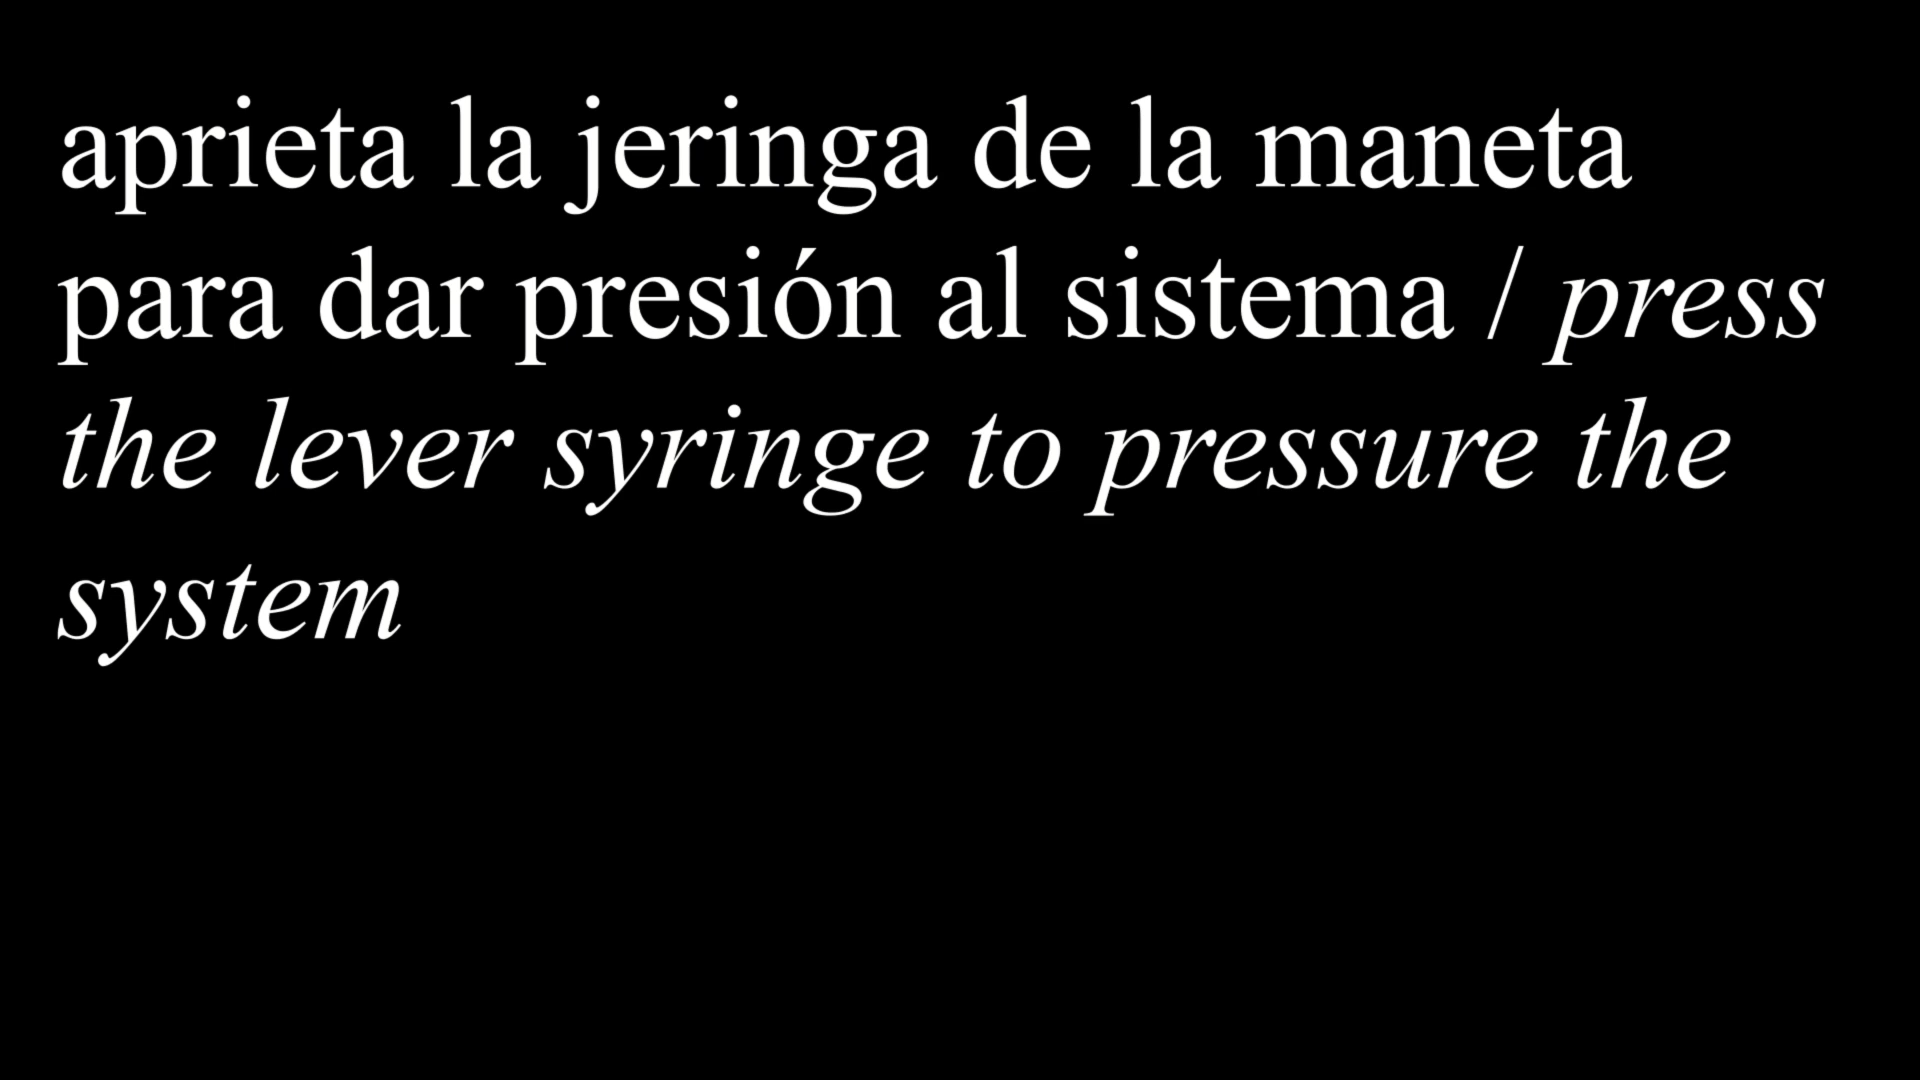 aprieta la jeringa de la maneta
para dar presión al sistema / press
the lever syringe to pressure the
system